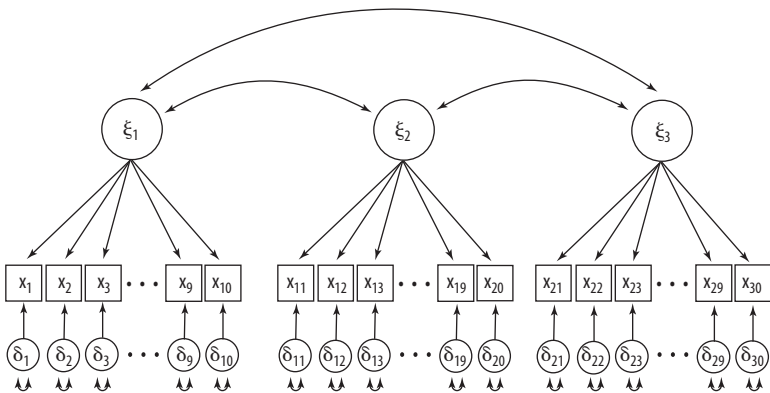 ξ₁ ξ₂ ξ₃
x₁ x₂ x₃ ··· x₉ x₁₀ x₁₁ x₁₂ x₁₃ ··· x₁₉ x₂₀ x₂₁ x₂₂ x₂₃ ··· x₂₉ x₃₀
δ₁ δ₂ δ₃ ··· δ₉ δ₁₀ δ₁₁ δ₁₂ δ₁₃ ··· δ₁₉ δ₂₀ δ₂₁ δ₂₂ δ₂₃ ··· δ₂₉ δ₃₀